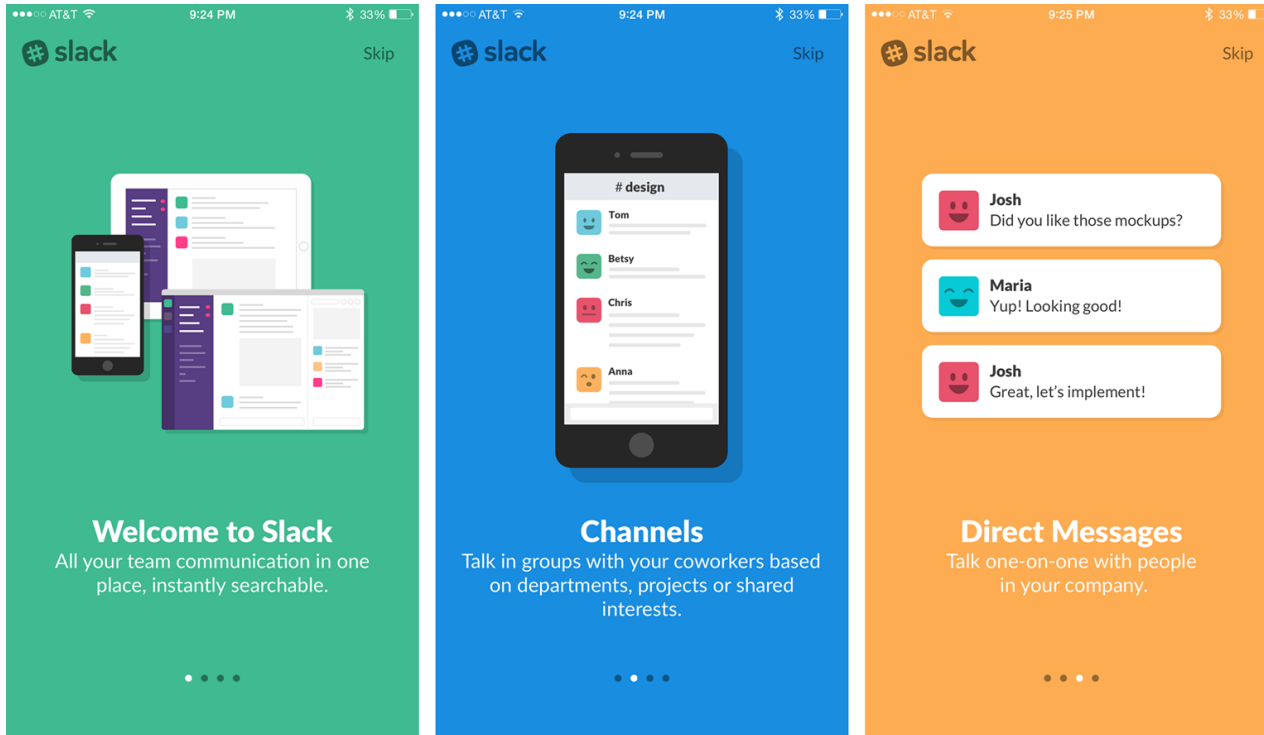 AT&T 9:24 PM 33%
slack Skip
Welcome to Slack
All your team communication in one
place, instantly searchable.
AT&T 9:24 PM 33%
slack Skip
# design
Tom
Betsy
Chris
Anna
Channels
Talk in groups with your coworkers based
on departments, projects or shared
interests.
AT&T 9:25 PM 33%
slack Skip
Josh
Did you like those mockups?
Maria
Yup! Looking good!
Josh
Great, let's implement!
Direct Messages
Talk one-on-one with people
in your company.